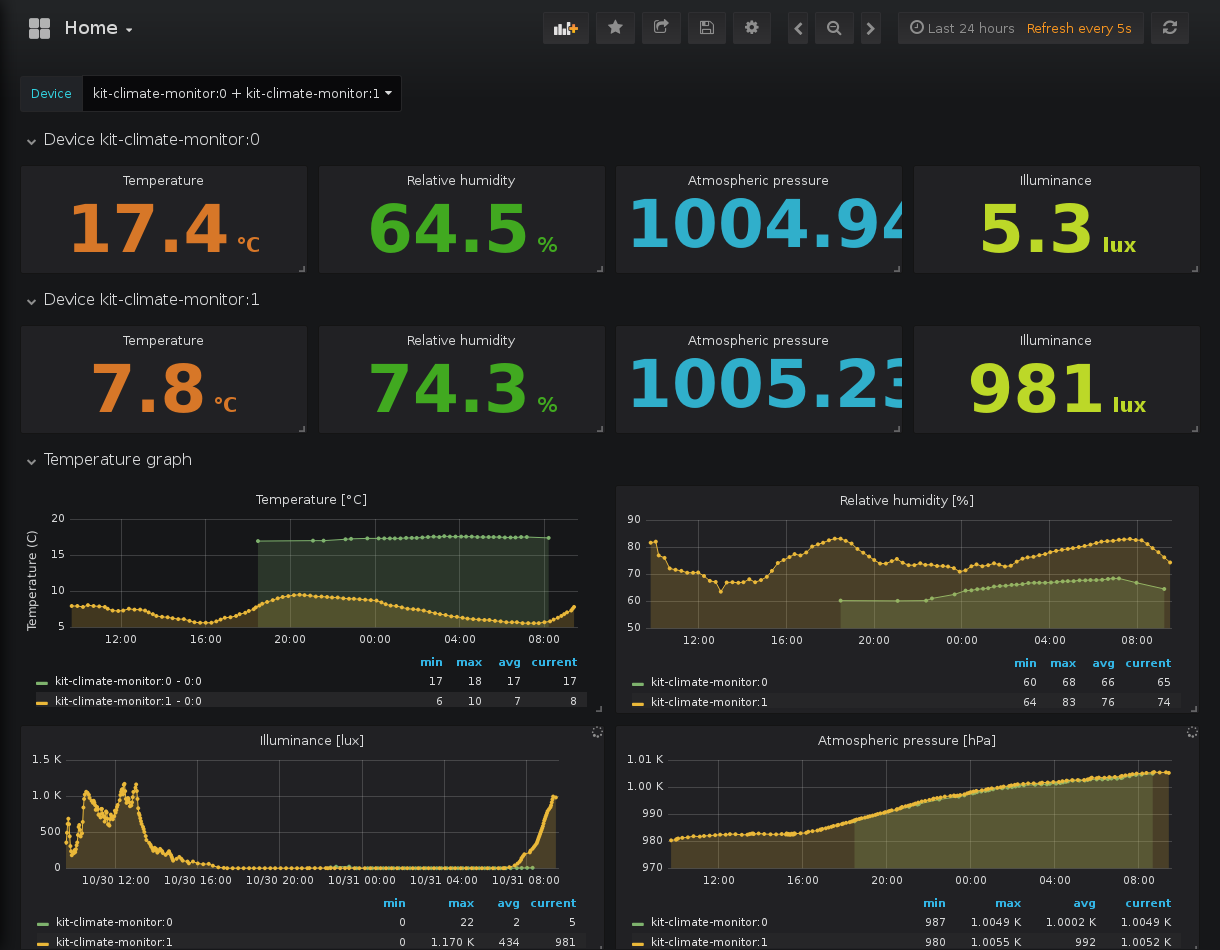 Home
Last 24 hours Refresh every 5s
Device kit-climate-monitor:0 + kit-climate-monitor:1
Device kit-climate-monitor:0
Temperature Relative humidity Atmospheric pressure Illuminance
17.4 °C 64.5 % 1004.94 5.3 lux
Device kit-climate-monitor:1
Temperature Relative humidity Atmospheric pressure Illuminance
7.8 °C 74.3 % 1005.23 981 lux
Temperature graph
Temperature [°C]
Temperature (C)
20
15
10
5
12:00 16:00 20:00 00:00 04:00 08:00
min max avg current
kit-climate-monitor:0 - 0:0 17 18 17 17
kit-climate-monitor:1 - 0:0 6 10 7 8
Relative humidity [%]
90
80
70
60
50
12:00 16:00 20:00 00:00 04:00 08:00
min max avg current
kit-climate-monitor:0 60 68 66 65
kit-climate-monitor:1 64 83 76 74
Illuminance [lux]
1.5 K
1.0 K
500
0
10/30 12:00 10/30 16:00 10/30 20:00 10/31 00:00 10/31 04:00 10/31 08:00
min max avg current
kit-climate-monitor:0 0 22 2 5
kit-climate-monitor:1 0 1.170 K 434 981
Atmospheric pressure [hPa]
1.01 K
1.00 K
990
980
970
12:00 16:00 20:00 00:00 04:00 08:00
min max avg current
kit-climate-monitor:0 987 1.0049 K 1.0002 K 1.0049 K
kit-climate-monitor:1 980 1.0055 K 992 1.0052 K